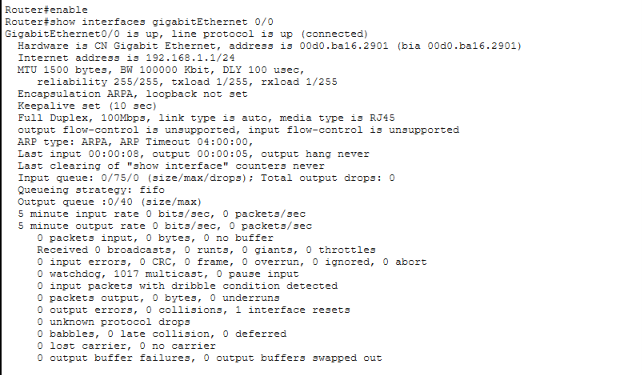 Router#enable
Router#show interfaces gigabitEthernet 0/0
GigabitEthernet0/0 is up, line protocol is up (connected)
Hardware is CN Gigabit Ethernet, address is 00d0.ba16.2901 (bia 00d0.ba16.2901)
Internet address is 192.168.1.1/24
MTU 1500 bytes, BW 100000 Kbit, DLY 100 usec,
reliability 255/255, txload 1/255, rxload 1/255
Encapsulation ARPA, loopback not set
Keepalive set (10 sec)
Full Duplex, 100Mbps, link type is auto, media type is RJ45
output flow-control is unsupported, input flow-control is unsupported
ARP type: ARPA, ARP Timeout 04:00:00,
Last input 00:00:08, output 00:00:05, output hang never
Last clearing of "show interface" counters never
Input queue: 0/75/0 (size/max/drops); Total output drops: 0
Queueing strategy: fifo
Output queue :0/40 (size/max)
5 minute input rate 0 bits/sec, 0 packets/sec
5 minute output rate 0 bits/sec, 0 packets/sec
0 packets input, 0 bytes, 0 no buffer
Received 0 broadcasts, 0 runts, 0 giants, 0 throttles
0 input errors, 0 CRC, 0 frame, 0 overrun, 0 ignored, 0 abort
0 watchdog, 1017 multicast, 0 pause input
0 input packets with dribble condition detected
0 packets output, 0 bytes, 0 underruns
0 output errors, 0 collisions, 1 interface resets
0 unknown protocol drops
0 babbles, 0 late collision, 0 deferred
0 lost carrier, 0 no carrier
0 output buffer failures, 0 output buffers swapped out